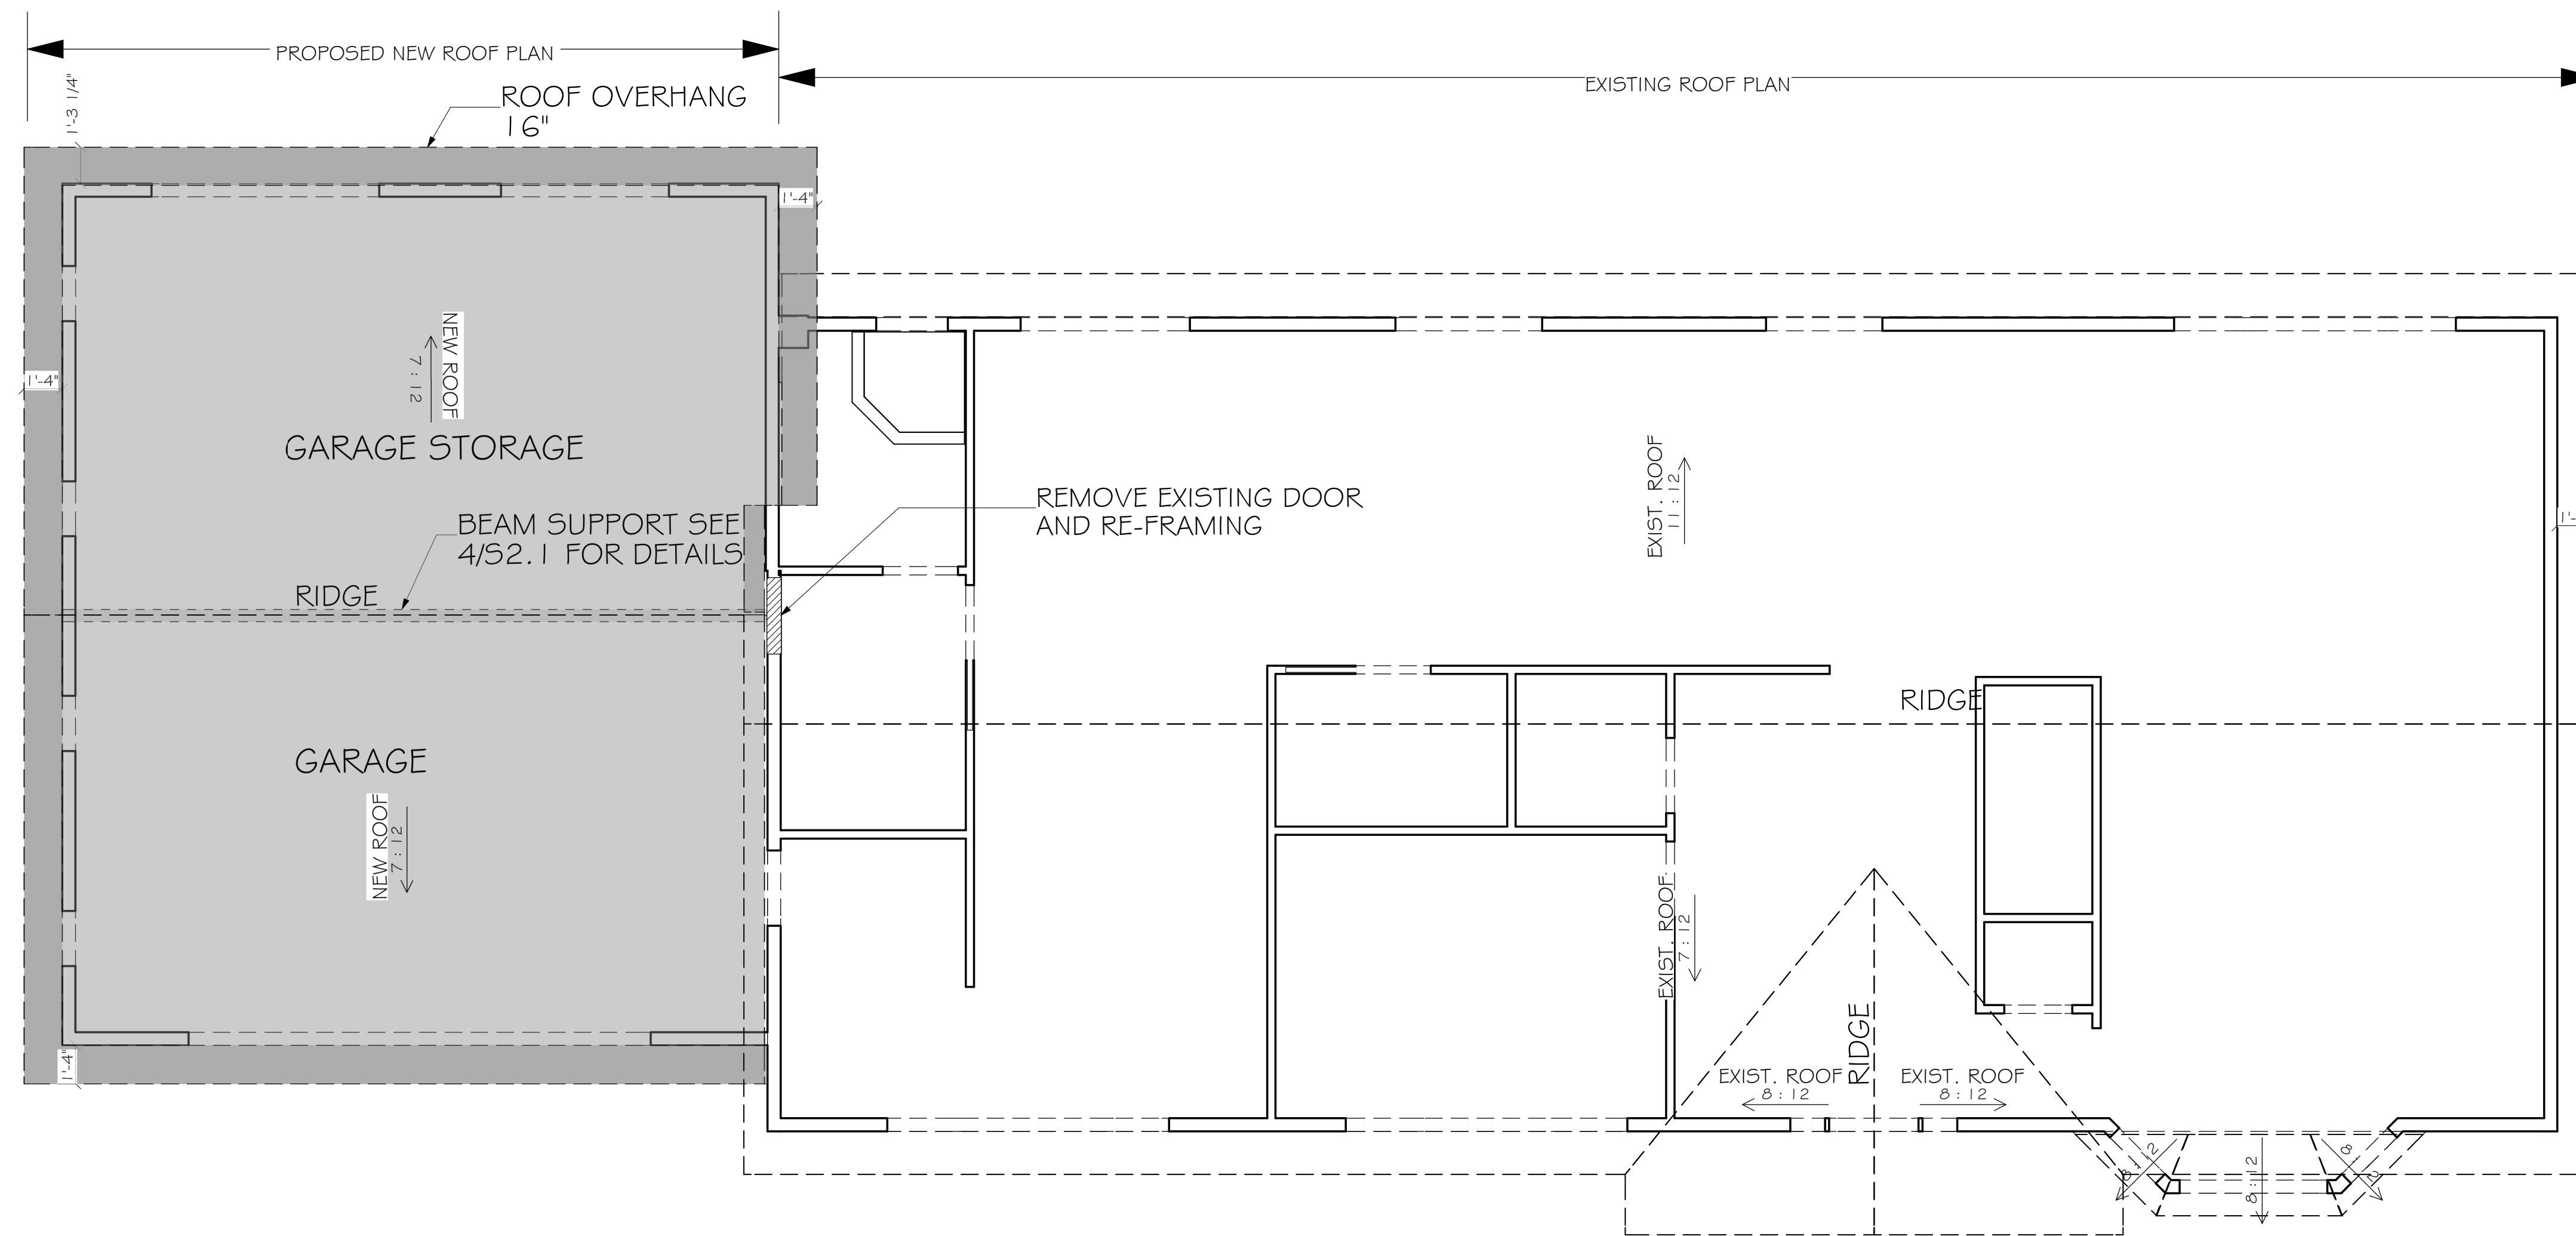 PROPOSED NEW ROOF PLAN
EXISTING ROOF PLAN
1'-3 1/4"
ROOF OVERHANG
16"
1'-4"
NEW ROOF
7:12
1'-4"
GARAGE STORAGE
EXIST. ROOF
11:12
REMOVE EXISTING DOOR
AND RE-FRAMING
BEAM SUPPORT SEE
4/S2.1 FOR DETAILS
RIDGE
RIDGE
GARAGE
NEW ROOF
7:12
EXIST. ROOF
7:12
RIDGE
1'-4"
EXIST. ROOF
8:12
EXIST. ROOF
8:12
8:12
8:12